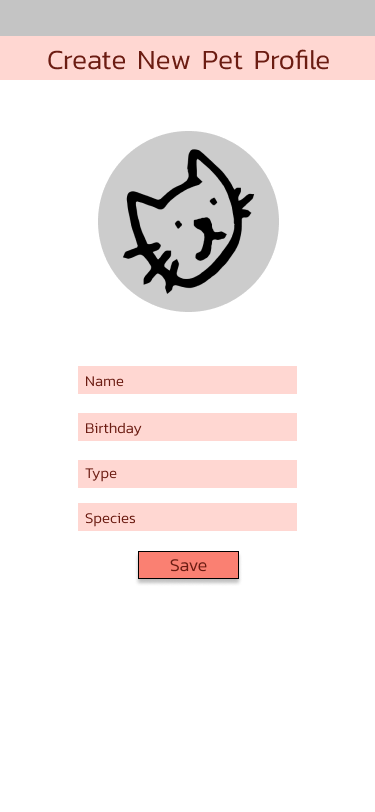 Create New Pet Profile
Name
Birthday
Type
Species
Save